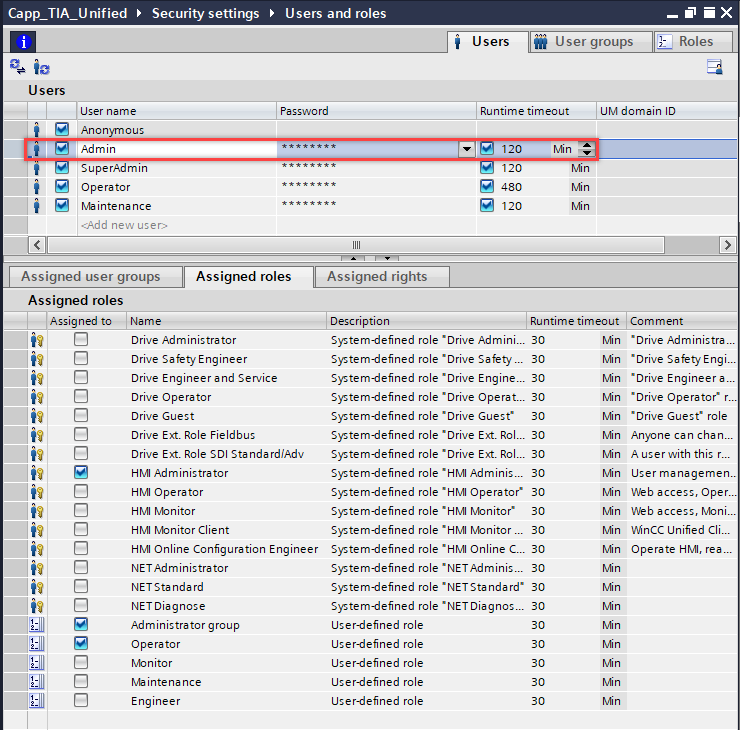 Capp_TIA_Unified Security settings Users and roles
Users User groups Roles
Users
User name Password Runtime timeout UM domain ID
Anonymous
Admin ******** 120 Min
SuperAdmin ******** 120 Min
Operator ******** 480 Min
Maintenance ******** 120 Min
<Add new user>
Assigned user groups Assigned roles Assigned rights
Assigned roles
Assigned to Name Description Runtime timeout Comment
Drive Administrator System-defined role "Drive Admini... 30 Min "Drive Administra...
Drive Safety Engineer System-defined role "Drive Safety ... 30 Min "Drive Safety Engi...
Drive Engineer and Service System-defined role "Drive Engine... 30 Min "Drive Engineer a...
Drive Operator System-defined role "Drive Operat... 30 Min "Drive Operator" r...
Drive Guest System-defined role "Drive Guest" 30 Min "Drive Guest" role
Drive Ext. Role Fieldbus System-defined role "Drive Ext. Rol... 30 Min Anyone can chan...
Drive Ext. Role SDI Standard/Adv System-defined role "Drive Ext. Rol... 30 Min A user with this r...
HMI Administrator System-defined role "HMI Adminis... 30 Min User managemen...
HMI Operator System-defined role "HMI Operator" 30 Min Web access, Oper...
HMI Monitor System-defined role "HMI Monitor" 30 Min Web access, Moni...
HMI Monitor Client System-defined role "HMI Monitor ... 30 Min WinCC Unified Cli...
HMI Online Configuration Engineer System-defined role "HMI Online C... 30 Min Operate HMI, rea...
NET Administrator System-defined role "NET Adminis... 30 Min
NET Standard System-defined role "NET Standard" 30 Min
NET Diagnose System-defined role "NET Diagnos... 30 Min
Administrator group User-defined role 30 Min
Operator User-defined role 30 Min
Monitor User-defined role 30 Min
Maintenance User-defined role 30 Min
Engineer User-defined role 30 Min